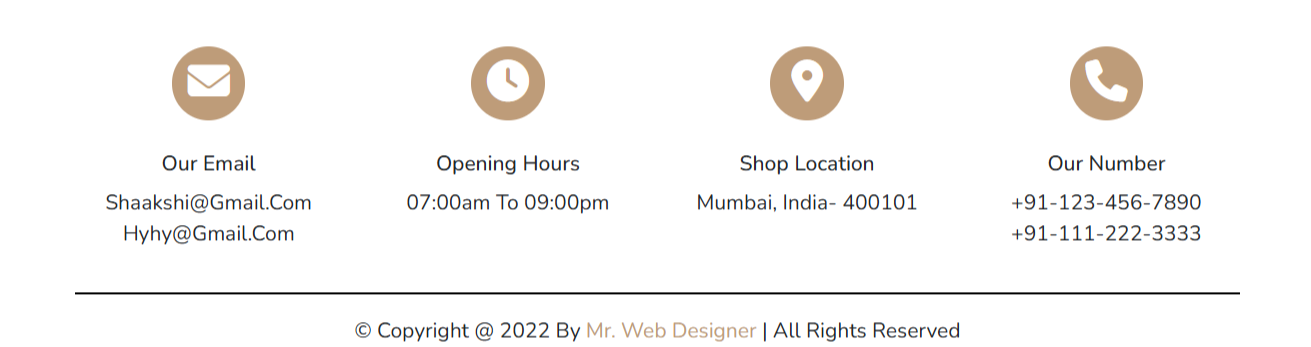 Our Email
Shaakshi@Gmail.Com
Hyhy@Gmail.Com
Opening Hours
07:00am To 09:00pm
Shop Location
Mumbai, India- 400101
Our Number
+91-123-456-7890
+91-111-222-3333
© Copyright @ 2022 By Mr. Web Designer | All Rights Reserved